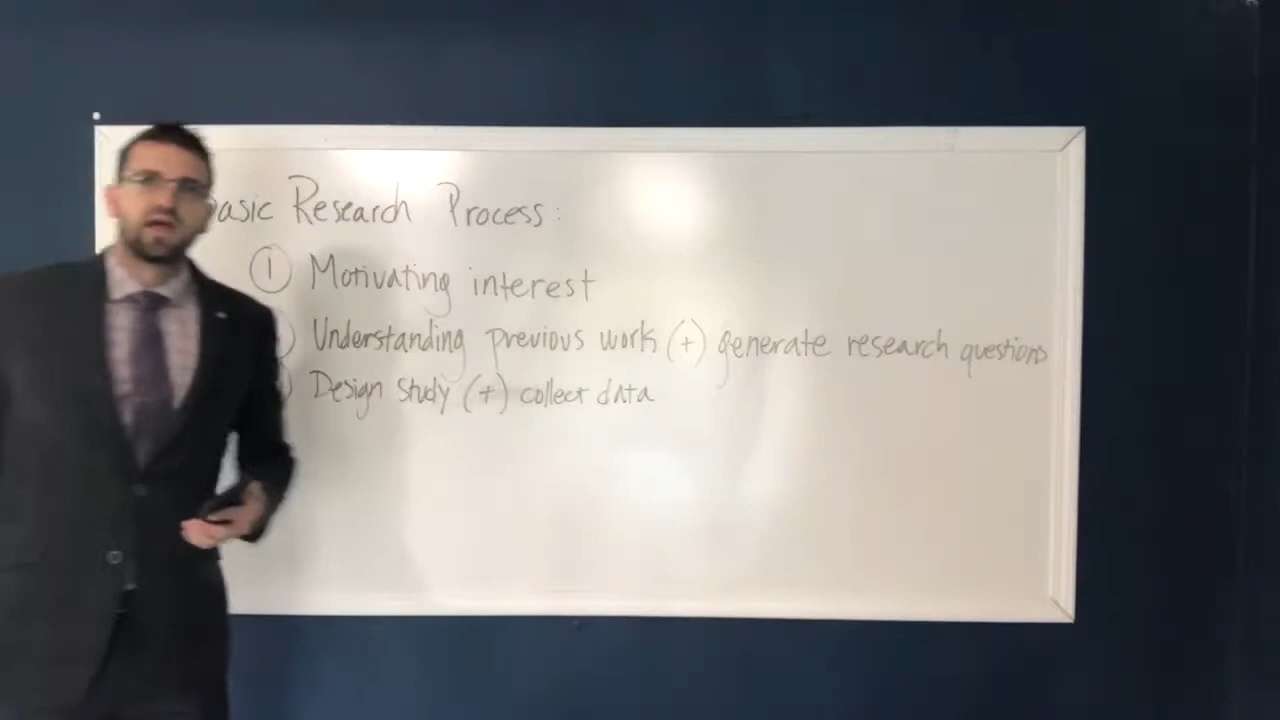 asic Research Process:
① Motivating interest
Understanding previous work (+) generate research questions
Design study (+) collect data